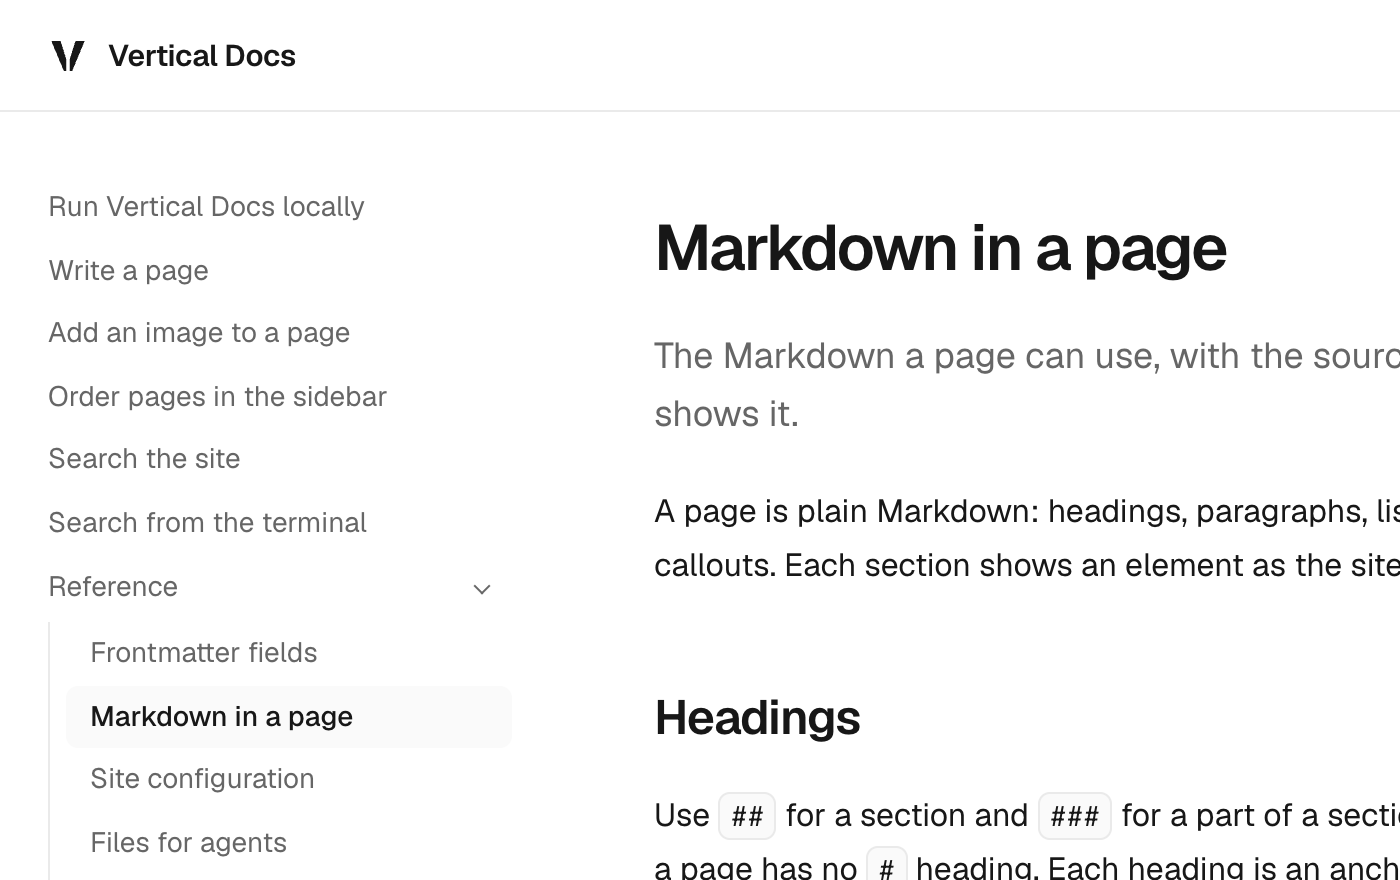 Vertical Docs
Run Vertical Docs locally
Write a page
Add an image to a page
Order pages in the sidebar
Search the site
Search from the terminal
Reference
Frontmatter fields
Markdown in a page
Site configuration
Files for agents
Markdown in a page
The Markdown a page can use, with the sourc
shows it.
A page is plain Markdown: headings, paragraphs, lis
callouts. Each section shows an element as the site
Headings
Use ## for a section and ### for a part of a secti
a page has no # heading. Each heading is an anch